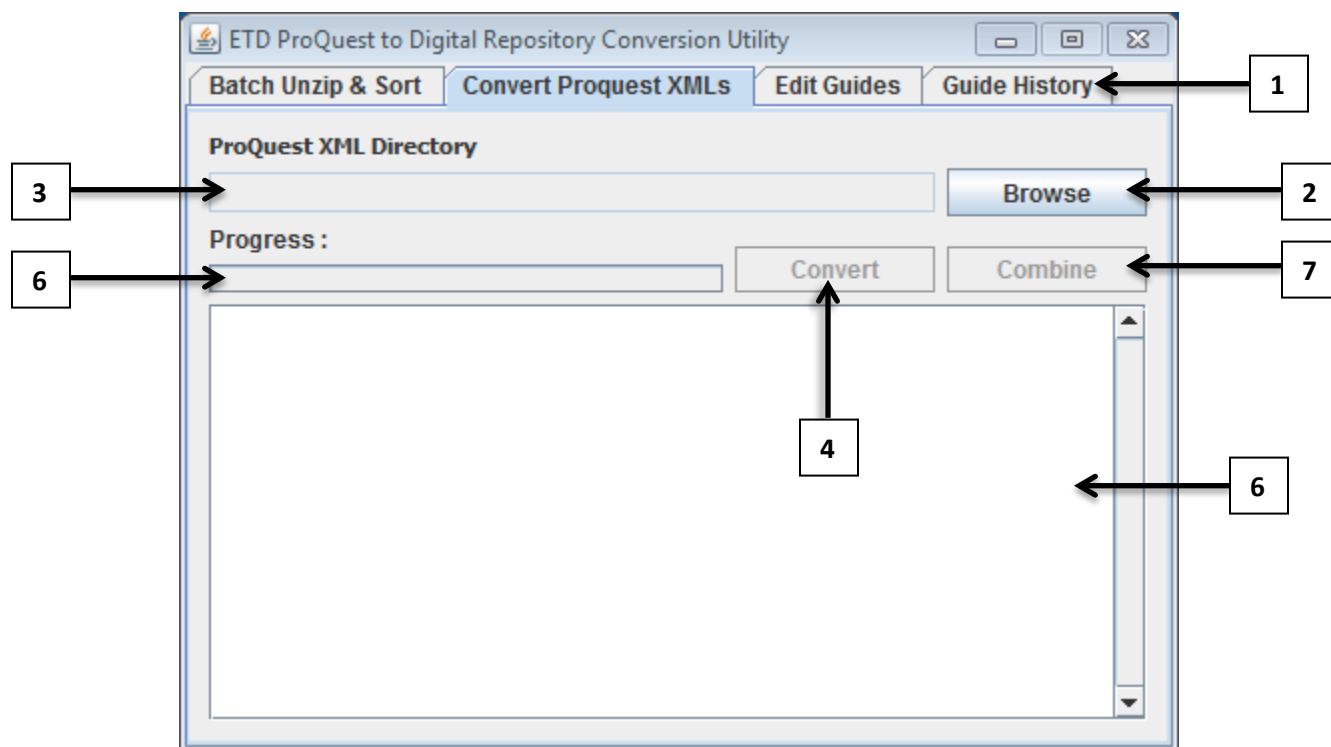 ETD ProQuest to Digital Repository Conversion Utility
Batch Unzip & Sort Convert Proquest XMLs Edit Guides Guide History
1
ProQuest XML Directory
3
Browse
2
Progress :
6
Convert
Combine
7
4
6